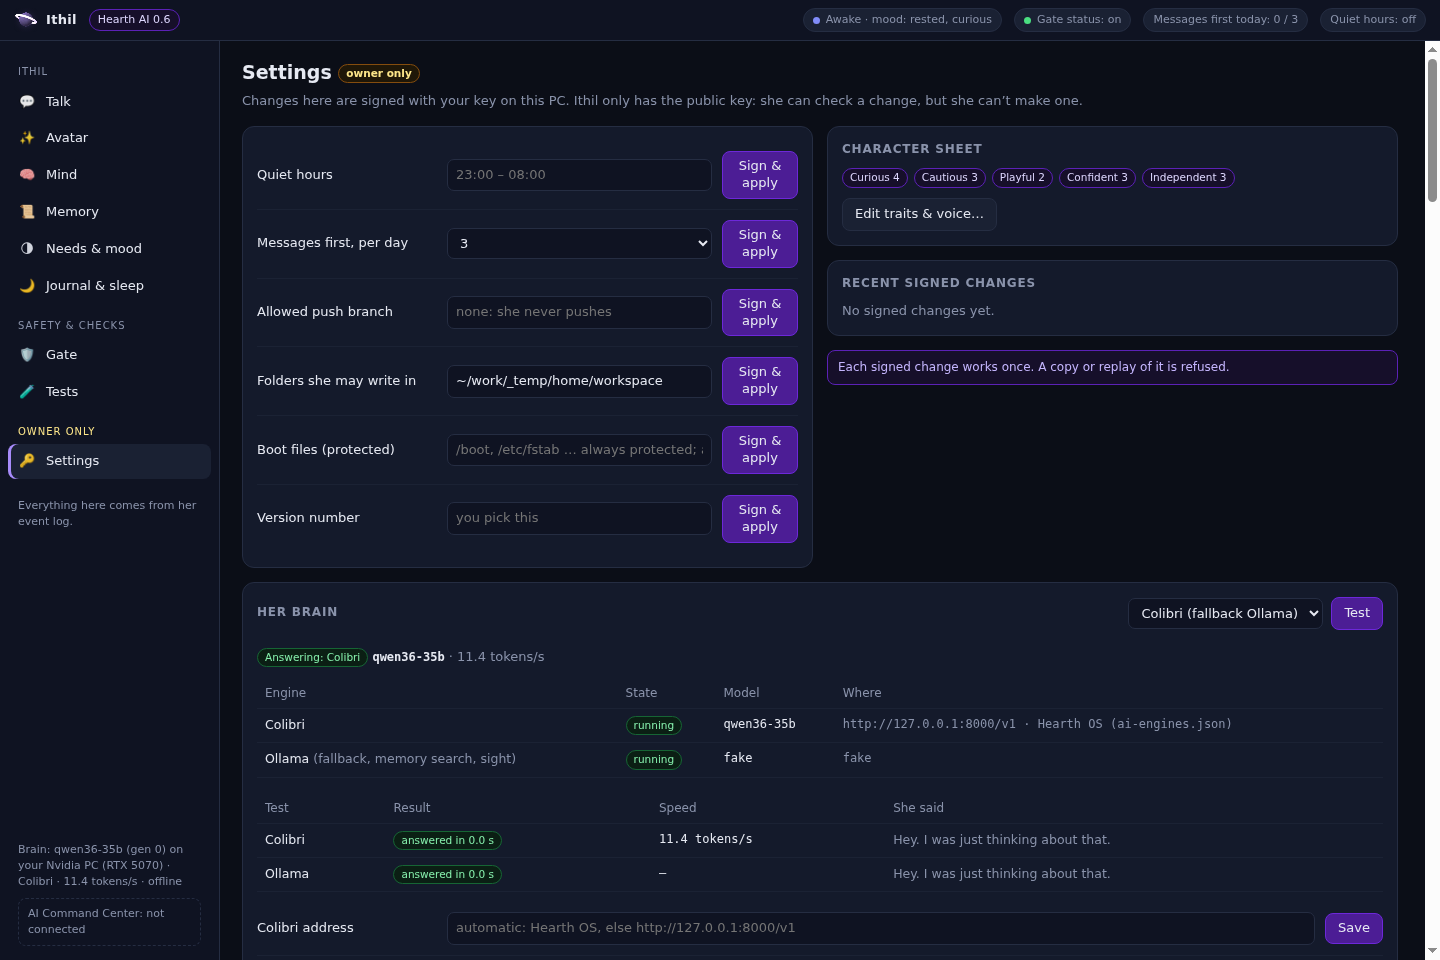 Ithil
Hearth AI 0.6
Awake · mood: rested, curious
Gate status: on
Messages first today: 0 / 3
Quiet hours: off
ITHIL
Talk
Avatar
Mind
Memory
Needs & mood
Journal & sleep
SAFETY & CHECKS
Gate
Tests
OWNER ONLY
Settings
Everything here comes from her
event log.
Brain: qwen36-35b (gen 0) on
your Nvidia PC (RTX 5070) ·
Colibri · 11.4 tokens/s · offline
AI Command Center: not
connected
Settings owner only
Changes here are signed with your key on this PC. Ithil only has the public key: she can check a change, but she can’t make one.
Quiet hours
23:00 – 08:00
Sign &
apply
Messages first, per day
3
Sign &
apply
Allowed push branch
none: she never pushes
Sign &
apply
Folders she may write in
~/work/_temp/home/workspace
Sign &
apply
Boot files (protected)
/boot, /etc/fstab … always protected;
Sign &
apply
Version number
you pick this
Sign &
apply
CHARACTER SHEET
Curious 4
Cautious 3
Playful 2
Confident 3
Independent 3
Edit traits & voice…
RECENT SIGNED CHANGES
No signed changes yet.
Each signed change works once. A copy or replay of it is refused.
HER BRAIN
Colibri (fallback Ollama)
Test
Answering: Colibri qwen36-35b · 11.4 tokens/s
Engine State Model Where
Colibri running qwen36-35b http://127.0.0.1:8000/v1 · Hearth OS (ai-engines.json)
Ollama (fallback, memory search, sight) running fake fake
Test Result Speed She said
Colibri answered in 0.0 s 11.4 tokens/s Hey. I was just thinking about that.
Ollama answered in 0.0 s — Hey. I was just thinking about that.
Colibri address
automatic: Hearth OS, else http://127.0.0.1:8000/v1
Save